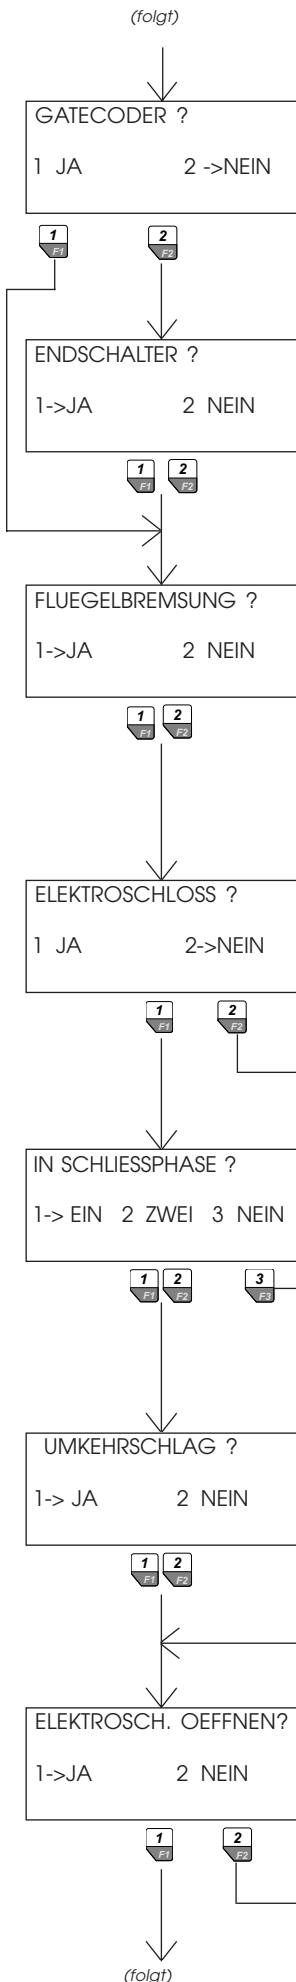 (folgt)
GATECODER ?
1 JA 2 ->NEIN
1 F1 2 F2
ENDSCHALTER ?
1->JA 2 NEIN
1 F1 2 F2
FLUEGELBREMSUNG ?
1->JA 2 NEIN
1 F1 2 F2
ELEKTROSCHLOSS ?
1 JA 2->NEIN
1 F1 2 F2
IN SCHLIESSPHASE ?
1-> EIN 2 ZWEI 3 NEIN
1 F1 2 F2 3 F3
UMKEHRSCHLAG ?
1-> JA 2 NEIN
1 F1 2 F2
ELEKTROSCH. OEFFNEN?
1->JA 2 NEIN
1 F1 2 F2
(folgt)